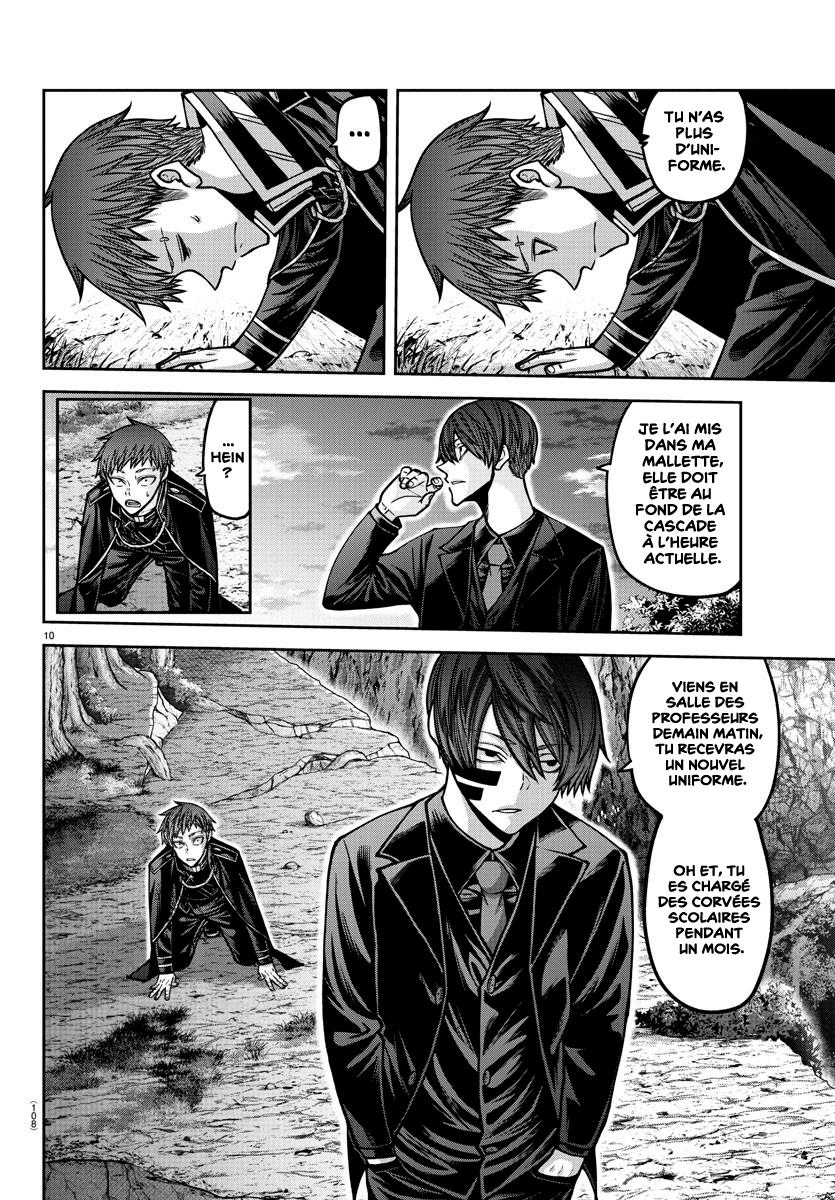 TU N'AS
PLUS
D'UNI-
FORME.
...
JE L'AI MIS
DANS MA
MALLETTE,
ELLE DOIT
ÊTRE AU
FOND DE LA
CASCADE
À L'HEURE
ACTUELLE.
...
HEIN
?
10
VIENS EN
SALLE DES
PROFESSEURS
DEMAIN MATIN,
TU RECEVRAS
UN NOUVEL
UNIFORME.
OH ET, TU
ES CHARGÉ
DES CORVÉES
SCOLAIRES
PENDANT
UN MOIS.
(108)